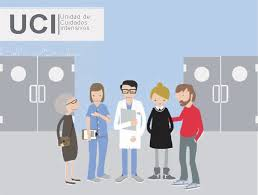 UCI
Unidad de
Cuidados
intensivos